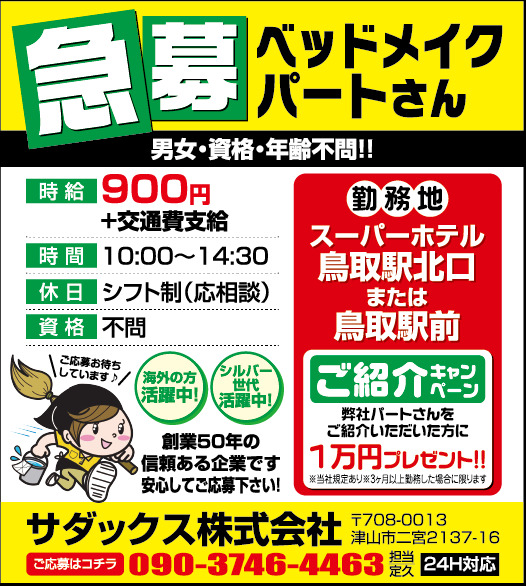 急募
ベッドメイク
パートさん
男女・資格・年齢不問!!
時給 900円
+交通費支給
時間 10:00〜14:30
休日 シフト制（応相談）
資格 不問
勤務地
スーパーホテル
鳥取駅北口
または
鳥取駅前
ご紹介キャンペーン
弊社パートさんを
ご紹介いただいた方に
1万円プレゼント!!
※当社規定あり※3ヶ月以上勤務した場合に限ります
ご応募お待ち
しています♪
海外の方
活躍中!
シルバー
世代
活躍中!
創業50年の
信頼ある企業です
安心してご応募下さい!
サダックス株式会社
〒708-0013
津山市二宮2137-16
ご応募はコチラ 090-3746-4463 担当 定久 24H対応